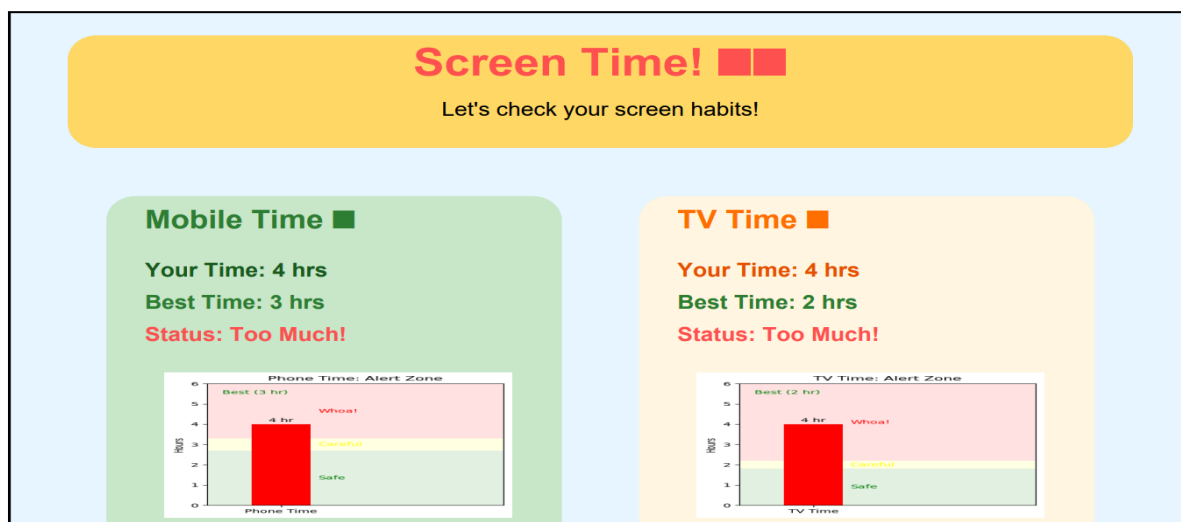 Screen Time! ■■
Let's check your screen habits!
Mobile Time ■
Your Time: 4 hrs
Best Time: 3 hrs
Status: Too Much!
Phone Time: Alert Zone
6
Best (3 hr)
5
Whoa!
4 hr
4
Hours
3
Careful
2
Safe
1
0
Phone Time
TV Time ■
Your Time: 4 hrs
Best Time: 2 hrs
Status: Too Much!
TV Time: Alert Zone
6
Best (2 hr)
5
4 hr
Whoa!
4
Hours
3
2
Careful
Safe
1
0
TV Time